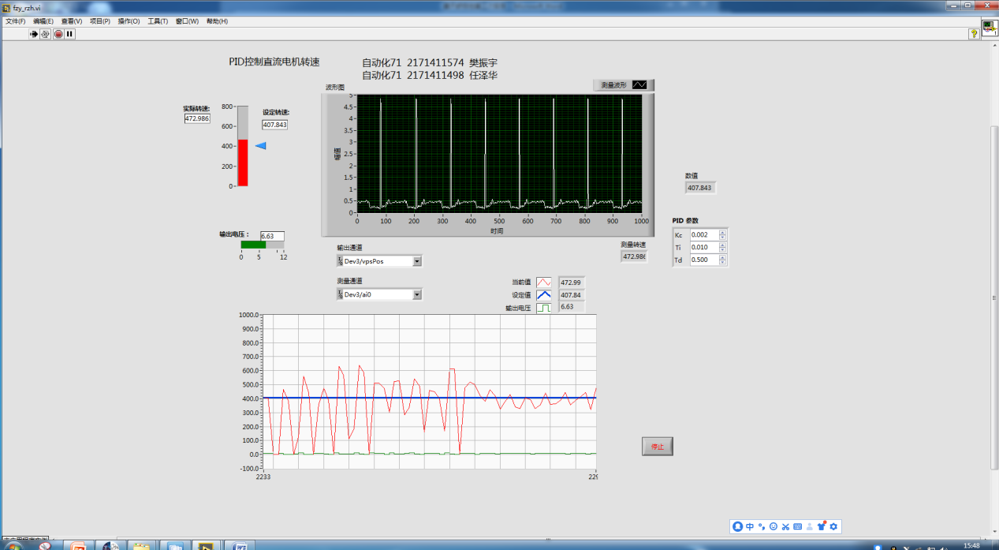 fzy_rzh.vi
文件(F) 编辑(E) 查看(V) 项目(P) 操作(O) 工具(T) 窗口(W) 帮助(H)
PID控制直流电机转速
自动化71 2171411574 樊振宇
自动化71 2171411498 任泽华
波形图
测量波形
实际转速:
472.986
设定转速:
407.843
800
600
400
200
0
幅值
5
4.5
4
3.5
3
2.5
2
1.5
1
0.5
0
0 100 200 300 400 500 600 700 800 900 1000
时间
数值
407.843
PID 参数
Kc 0.002
Ti 0.010
Td 0.500
输出电压：
6.63
0 5 12
输出通道
Dev3/vpsPos
测量转速
472.986
测量通道
Dev3/ai0
当前值 472.99
设定值 407.84
输出电压 6.63
1000.0
900.0
800.0
700.0
600.0
500.0
400.0
300.0
200.0
100.0
0.0
-100.0
2233
229
停止
中
15:48